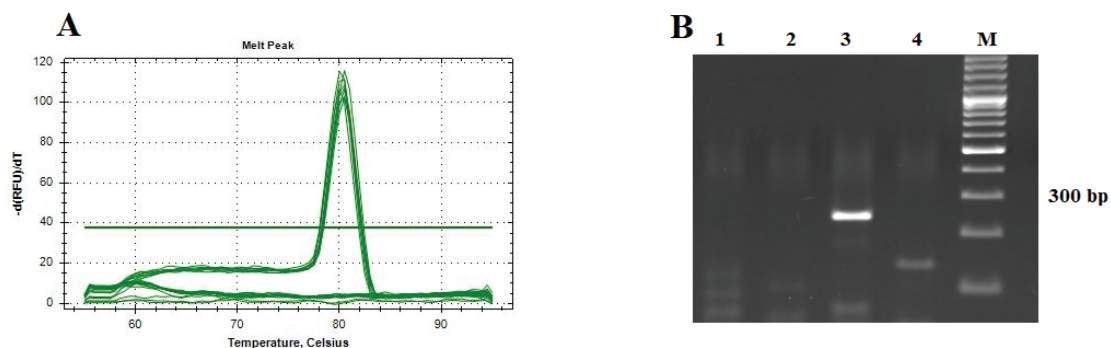 A
Melt Peak
120
100
80
60
40
20
0
-d(RFU)/dT
60
70
80
90
Temperature, Celsius
B
1 2 3 4 M
300 bp